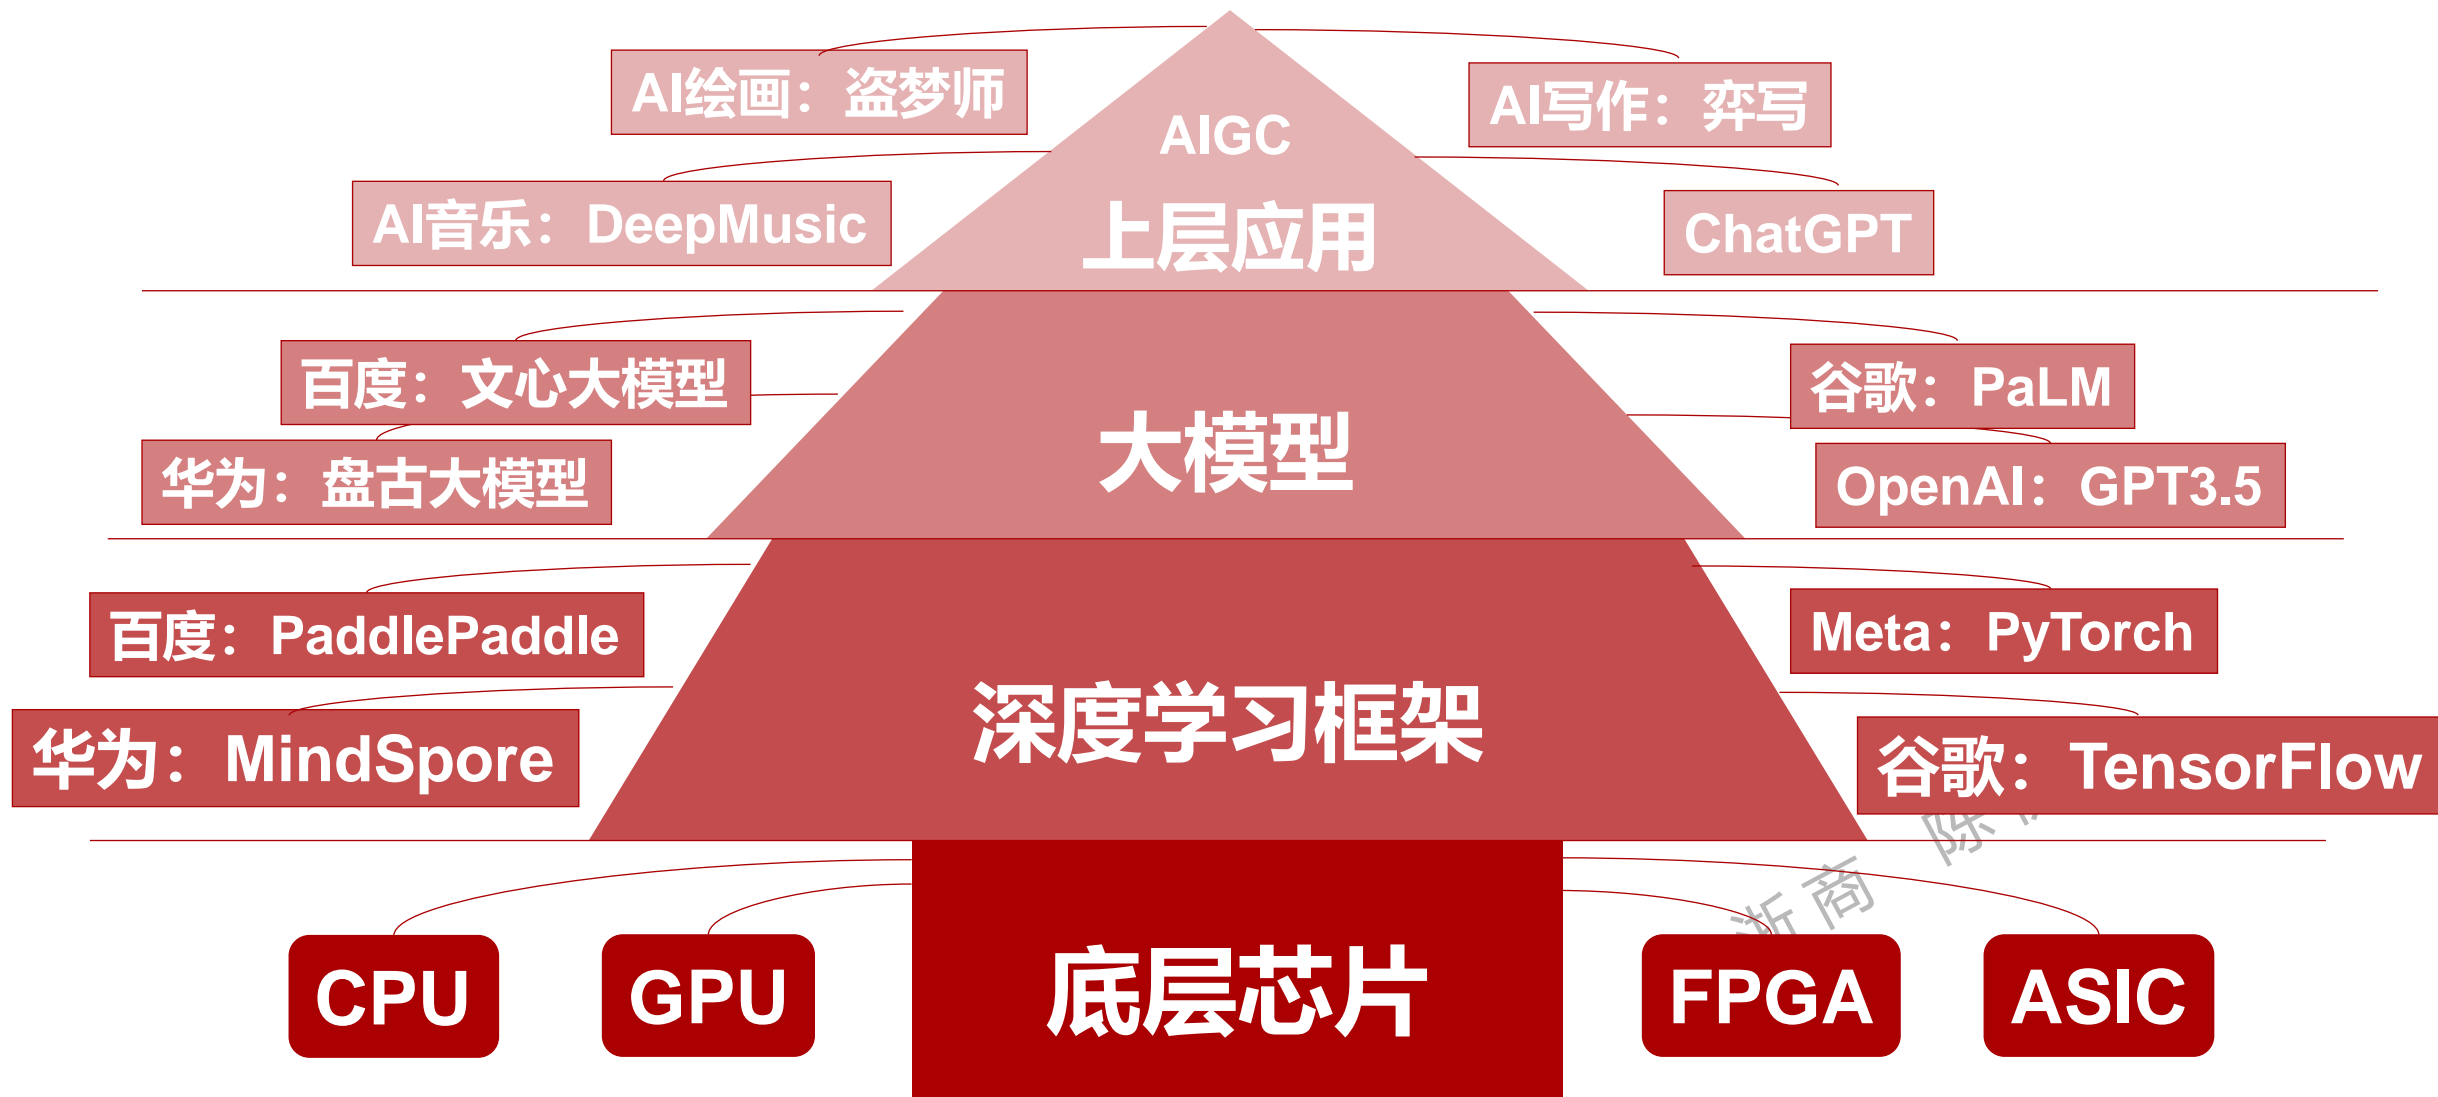 AI绘画：盗梦师
AI写作：弈写
AIGC
AI音乐：DeepMusic
上层应用
ChatGPT
百度：文心大模型
谷歌：PaLM
大模型
华为：盘古大模型
OpenAI：GPT3.5
百度：PaddlePaddle
Meta：PyTorch
深度学习框架
华为：MindSpore
谷歌：TensorFlow
浙商 陈
CPU
GPU
底层芯片
FPGA
ASIC